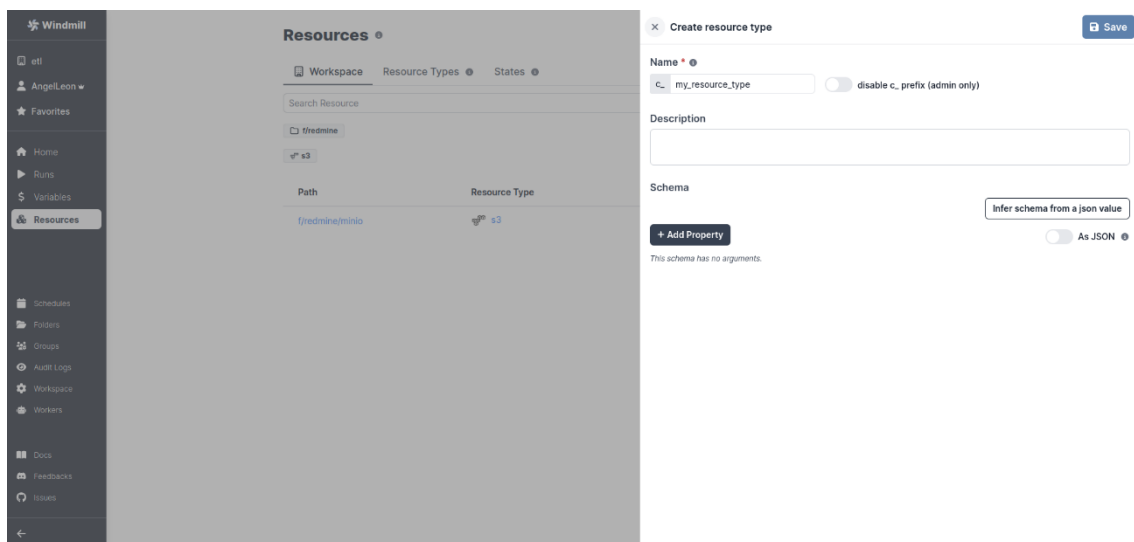 Windmill
etl
AngelLeon
Favorites
Home
Runs
$ Variables
Resources
Schedules
Folders
Groups
Audit Logs
Workspace
Workers
Docs
Feedbacks
Issues
Resources
Workspace Resource Types States
Search Resource
f/redmine
s3
Path Resource Type
f/redmine/minio s3
Create resource type Save
Name *
c_ my_resource_type disable c_ prefix (admin only)
Description
Schema
Infer schema from a json value
+ Add Property As JSON
This schema has no arguments.